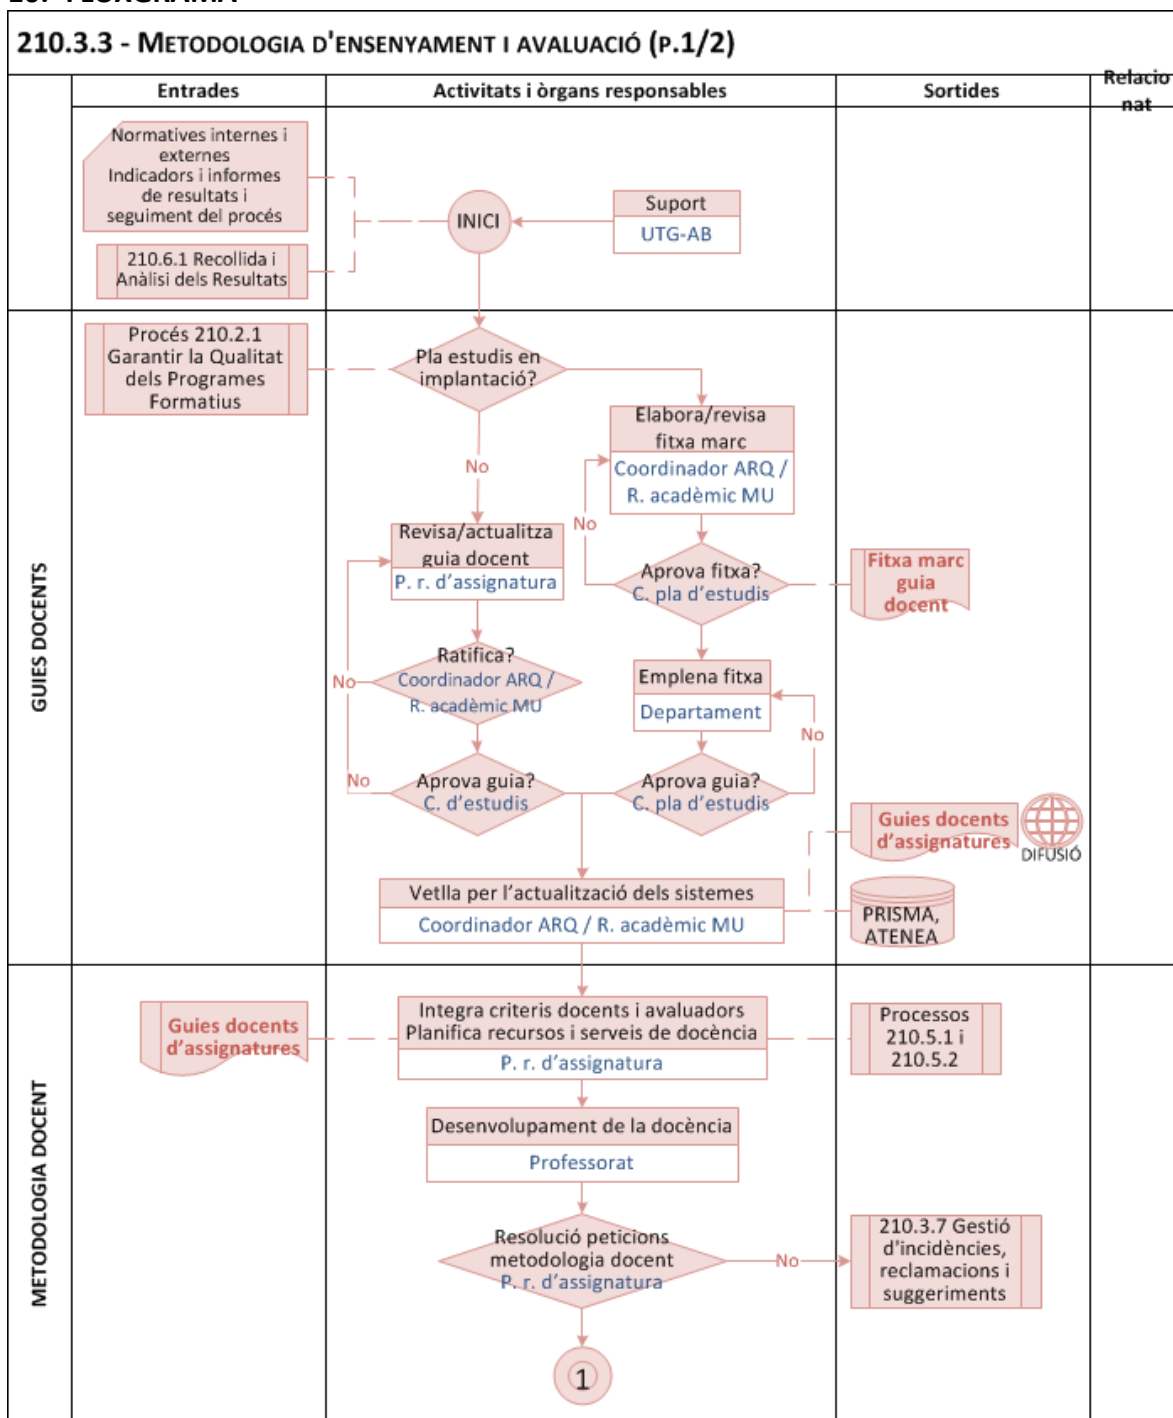 210.3.3 - METODOLOGIA D'ENSENYAMENT I AVALUACIÓ (P.1/2)
Entrades
Activitats i òrgans responsables
Sortides
Relacio
nat
Normatives internes i
externes
Indicadors i informes
de resultats i
seguiment del procés
210.6.1 Recollida i
Anàlisi dels Resultats
INICI
Suport
UTG-AB
GUIES DOCENTS
Procés 210.2.1
Garantir la Qualitat
dels Programes
Formatius
Pla estudis en
implantació?
No
Elabora/revisa
fitxa marc
Coordinador ARQ /
R. acadèmic MU
No
Revisa/actualitza
guia docent
P. r. d'assignatura
Aprova fitxa?
C. pla d'estudis
Fitxa marc
guia
docent
Ratifica?
Coordinador ARQ /
R. acadèmic MU
No
Emplena fitxa
Departament
No
Aprova guia?
C. d'estudis
No
Aprova guia?
C. pla d'estudis
Guies docents
d'assignatures
DIFUSIÓ
Vetlla per l'actualització dels sistemes
Coordinador ARQ / R. acadèmic MU
PRISMA,
ATENEA
METODOLOGIA DOCENT
Guies docents
d'assignatures
Integra criteris docents i avaluadors
Planifica recursos i serveis de docència
P. r. d'assignatura
Processos
210.5.1 i
210.5.2
Desenvolupament de la docència
Professorat
Resolució peticions
metodologia docent
P. r. d'assignatura
No
210.3.7 Gestió
d'incidències,
reclamacions i
suggeriments
1